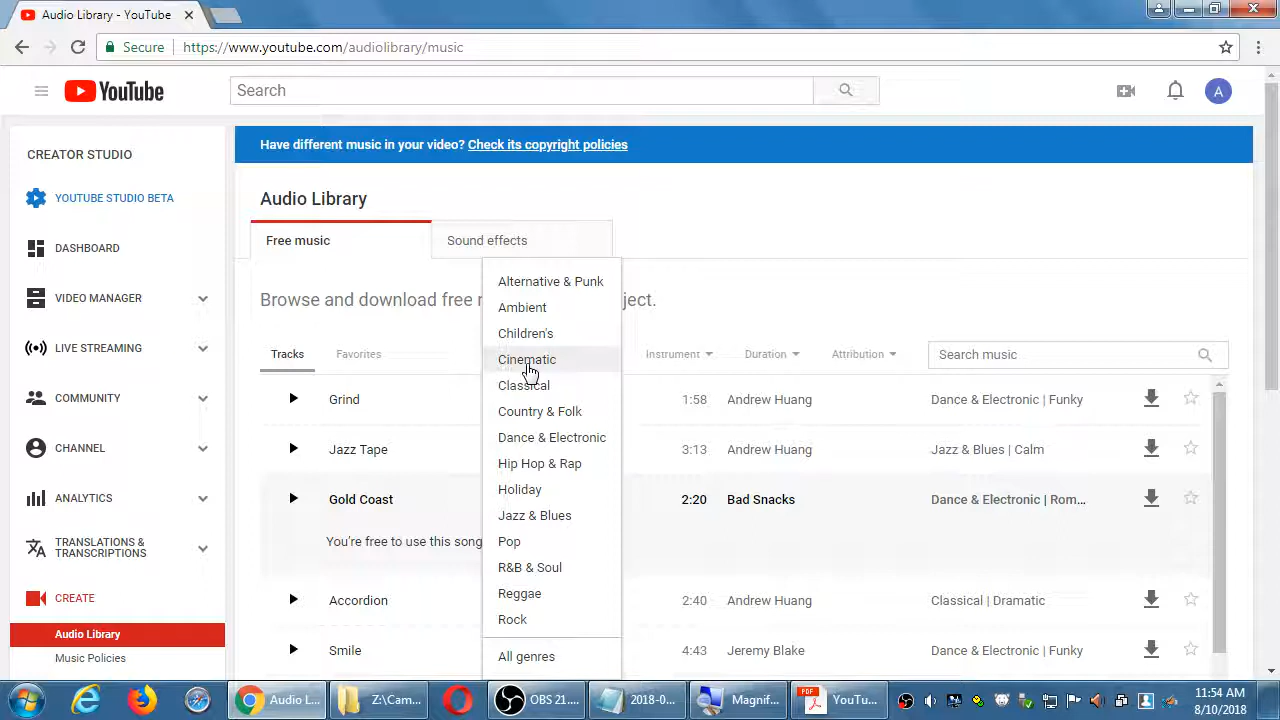 Audio Library - YouTube
Secure https://www.youtube.com/audiolibrary/music
YouTube Search A
CREATOR STUDIO
YOUTUBE STUDIO BETA
DASHBOARD
VIDEO MANAGER
LIVE STREAMING
COMMUNITY
CHANNEL
ANALYTICS
TRANSLATIONS &
TRANSCRIPTIONS
CREATE
Audio Library
Music Policies
Have different music in your video? Check its copyright policies
Audio Library
Free music Sound effects
Browse and download free ject.
Tracks Favorites Instrument Duration Attribution Search music
Alternative & Punk
Ambient
Children's
Cinematic
Classical
Country & Folk
Dance & Electronic
Hip Hop & Rap
Holiday
Jazz & Blues
Pop
R&B & Soul
Reggae
Rock
All genres
Grind 1:58 Andrew Huang Dance & Electronic | Funky
Jazz Tape 3:13 Andrew Huang Jazz & Blues | Calm
Gold Coast 2:20 Bad Snacks Dance & Electronic | Rom...
You're free to use this song
Accordion 2:40 Andrew Huang Classical | Dramatic
Smile 4:43 Jeremy Blake Dance & Electronic | Funky
Audio L... Z:\Cam... OBS 21.... 2018-0... Magnif... PDF YouTu...
11:54 AM
8/10/2018